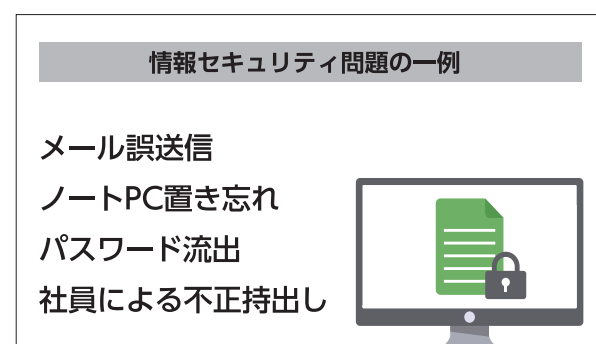 情報セキュリティ問題の一例
メール誤送信
ノートPC置き忘れ
パスワード流出
社員による不正持出し